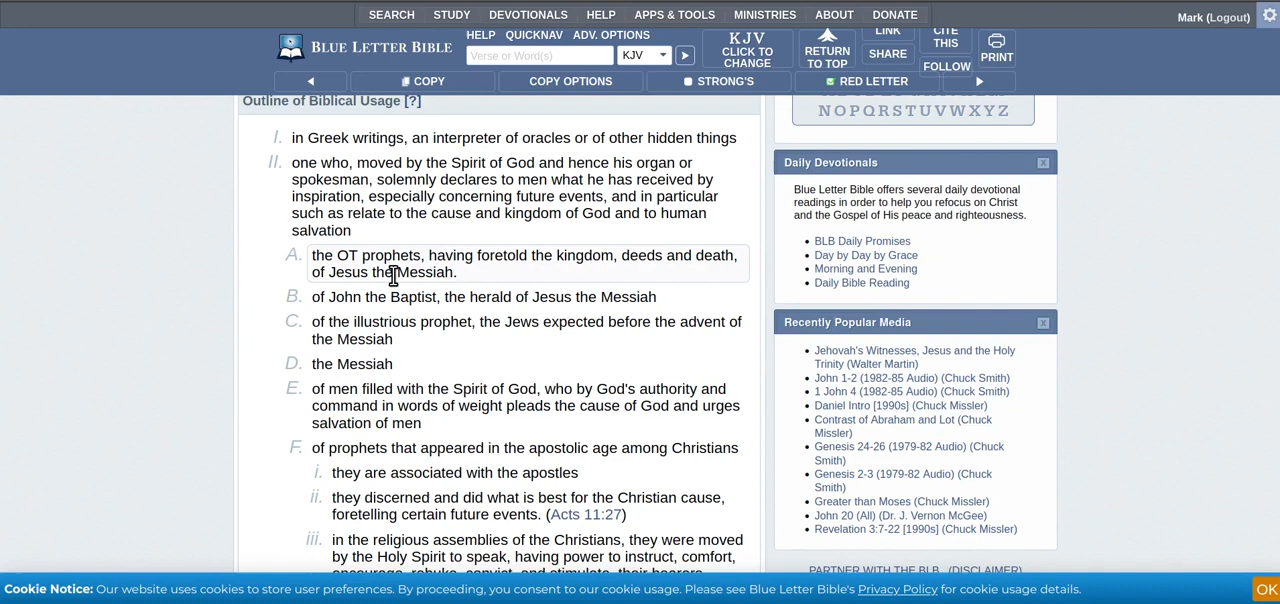 SEARCH STUDY DEVOTIONALS HELP APPS & TOOLS MINISTRIES ABOUT DONATE
Mark (Logout)
BLUE LETTER BIBLE
HELP QUICKNAV ADV. OPTIONS
Verse or Word(s) KJV
KJV
CLICK TO
CHANGE
RETURN
TO TOP
LINK
SHARE
CITE
THIS
FOLLOW
PRINT
COPY COPY OPTIONS STRONG'S RED LETTER
Outline of Biblical Usage [?]
I. in Greek writings, an interpreter of oracles or of other hidden things
II. one who, moved by the Spirit of God and hence his organ or
spokesman, solemnly declares to men what he has received by
inspiration, especially concerning future events, and in particular
such as relate to the cause and kingdom of God and to human
salvation
A. the OT prophets, having foretold the kingdom, deeds and death,
of Jesus the Messiah.
B. of John the Baptist, the herald of Jesus the Messiah
C. of the illustrious prophet, the Jews expected before the advent of
the Messiah
D. the Messiah
E. of men filled with the Spirit of God, who by God's authority and
command in words of weight pleads the cause of God and urges
salvation of men
F. of prophets that appeared in the apostolic age among Christians
i. they are associated with the apostles
ii. they discerned and did what is best for the Christian cause,
foretelling certain future events. (Acts 11:27)
iii. in the religious assemblies of the Christians, they were moved
by the Holy Spirit to speak, having power to instruct, comfort,
encourage, rebuke, convict, and stimulate, their hearers
N O P Q R S T U V W X Y Z
Daily Devotionals x
Blue Letter Bible offers several daily devotional
readings in order to help you refocus on Christ
and the Gospel of His peace and righteousness.
• BLB Daily Promises
• Day by Day by Grace
• Morning and Evening
• Daily Bible Reading
Recently Popular Media x
• Jehovah's Witnesses, Jesus and the Holy
Trinity (Walter Martin)
• John 1-2 (1982-85 Audio) (Chuck Smith)
• 1 John 4 (1982-85 Audio) (Chuck Smith)
• Daniel Intro [1990s] (Chuck Missler)
• Contrast of Abraham and Lot (Chuck
Missler)
• Genesis 24-26 (1979-82 Audio) (Chuck
Smith)
• Genesis 2-3 (1979-82 Audio) (Chuck
Smith)
• Greater than Moses (Chuck Missler)
• John 20 (All) (Dr. J. Vernon McGee)
• Revelation 3:7-22 [1990s] (Chuck Missler)
PARTNER WITH THE BLB (DISCLAIMER)
Cookie Notice: Our website uses cookies to store user preferences. By proceeding, you consent to our cookie usage. Please see Blue Letter Bible's Privacy Policy for cookie usage details.
OK